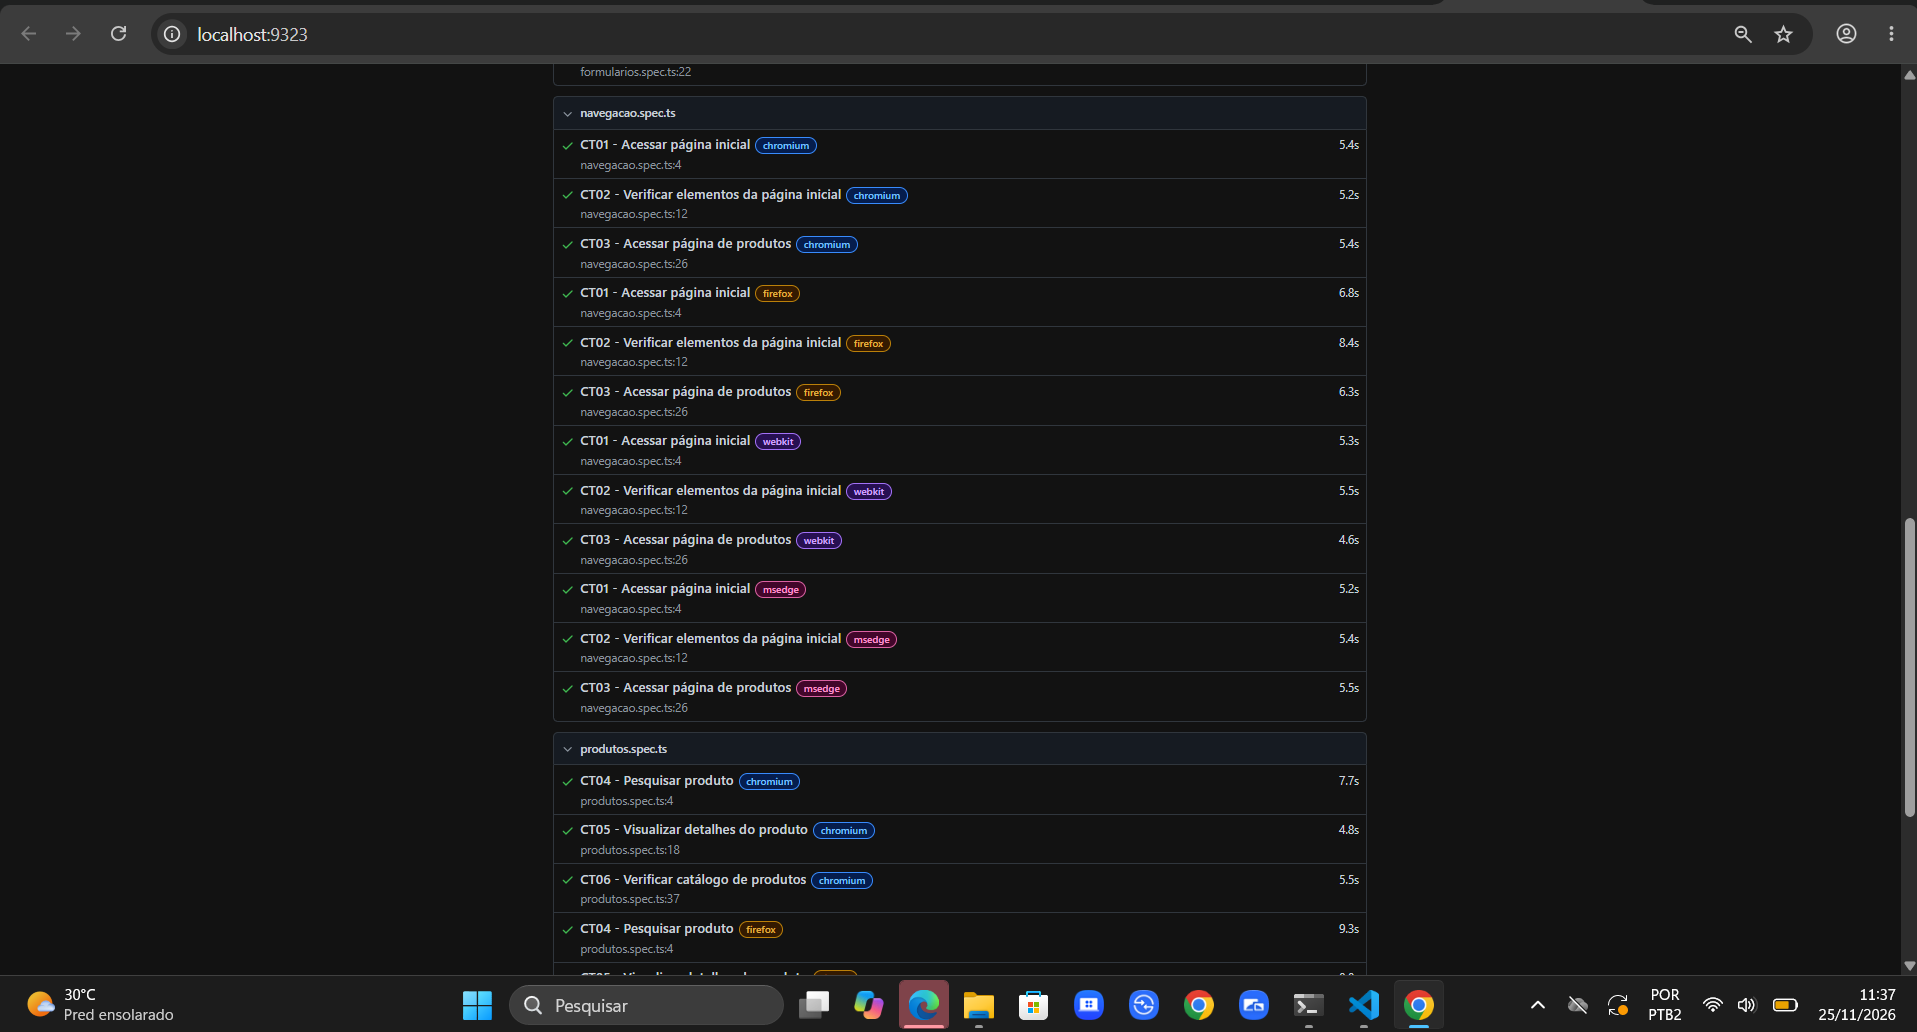 localhost:9323
formularios.spec.ts:22
navegacao.spec.ts
CT01 - Acessar página inicial chromium 5.4s
navegacao.spec.ts:4
CT02 - Verificar elementos da página inicial chromium 5.2s
navegacao.spec.ts:12
CT03 - Acessar página de produtos chromium 5.4s
navegacao.spec.ts:26
CT01 - Acessar página inicial firefox 6.8s
navegacao.spec.ts:4
CT02 - Verificar elementos da página inicial firefox 8.4s
navegacao.spec.ts:12
CT03 - Acessar página de produtos firefox 6.3s
navegacao.spec.ts:26
CT01 - Acessar página inicial webkit 5.3s
navegacao.spec.ts:4
CT02 - Verificar elementos da página inicial webkit 5.5s
navegacao.spec.ts:12
CT03 - Acessar página de produtos webkit 4.6s
navegacao.spec.ts:26
CT01 - Acessar página inicial msedge 5.2s
navegacao.spec.ts:4
CT02 - Verificar elementos da página inicial msedge 5.4s
navegacao.spec.ts:12
CT03 - Acessar página de produtos msedge 5.5s
navegacao.spec.ts:26
produtos.spec.ts
CT04 - Pesquisar produto chromium 7.7s
produtos.spec.ts:4
CT05 - Visualizar detalhes do produto chromium 4.8s
produtos.spec.ts:18
CT06 - Verificar catálogo de produtos chromium 5.5s
produtos.spec.ts:37
CT04 - Pesquisar produto firefox 9.3s
produtos.spec.ts:4
30°C
Pred ensolarado
Pesquisar
POR
PTB2
11:37
25/11/2026